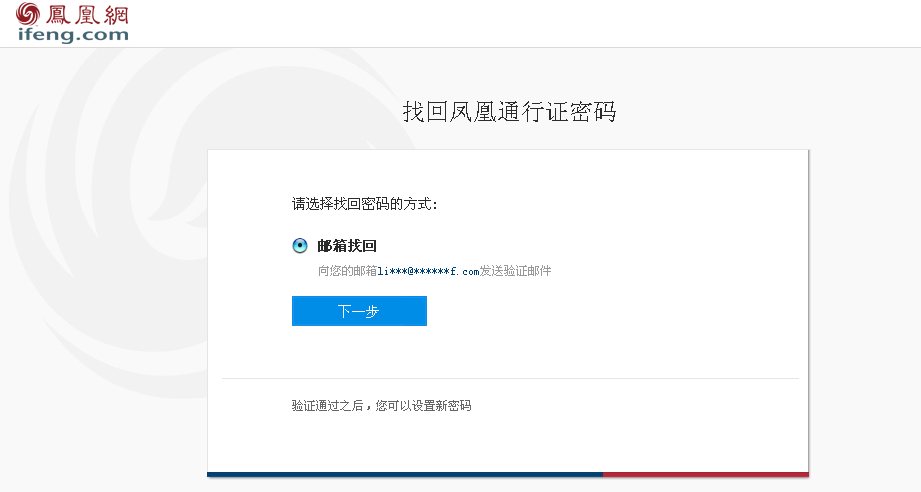 鳳凰網
ifeng.com
找回凤凰通行证密码
请选择找回密码的方式:
邮箱找回
向您的邮箱li***@******f.com发送验证邮件
下一步
验证通过之后，您可以设置新密码